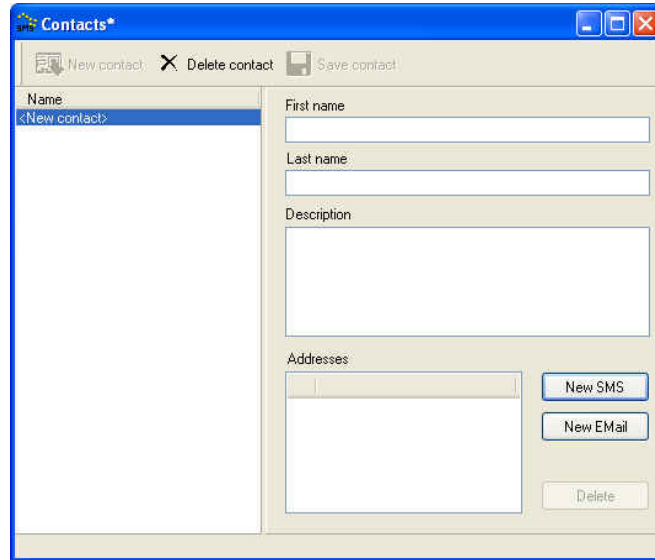 SMS Contacts*
New contact Delete contact Save contact
Name
<New contact>
First name
Last name
Description
Addresses
New SMS
New EMail
Delete